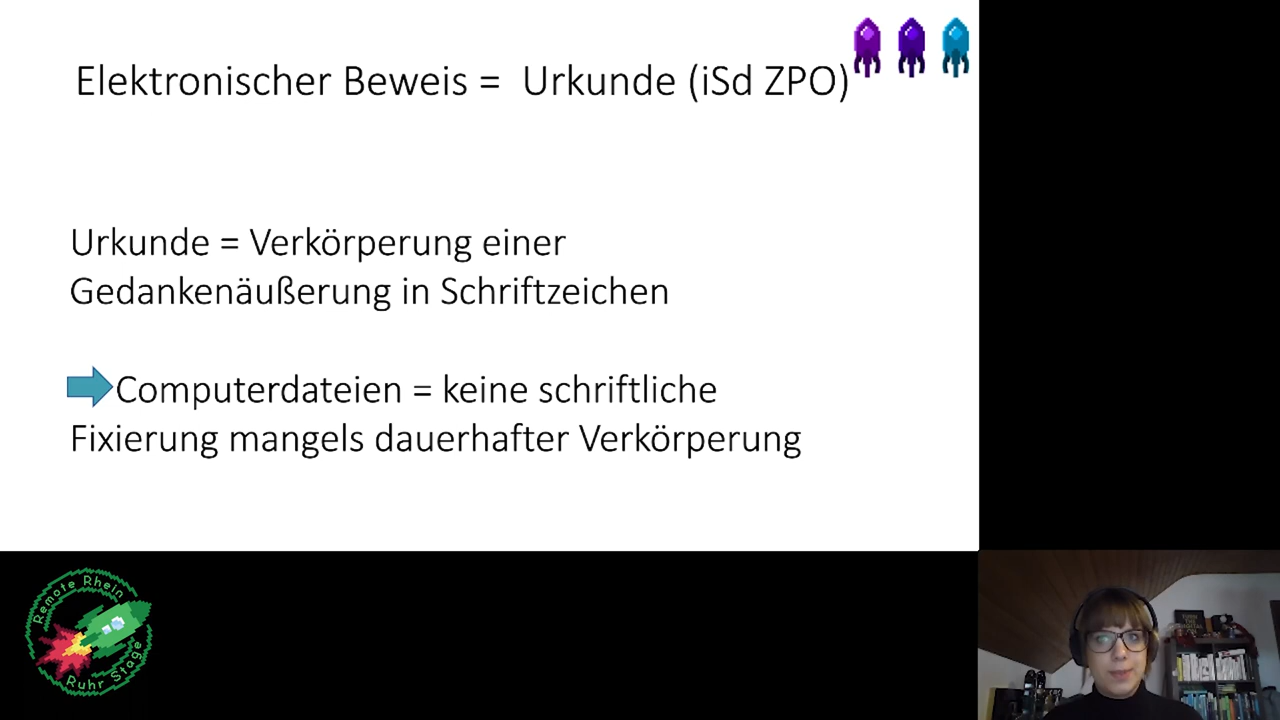 Elektronischer Beweis = Urkunde (iSd ZPO)
Urkunde = Verkörperung einer
Gedankenäußerung in Schriftzeichen
Computerdateien = keine schriftliche
Fixierung mangels dauerhafter Verkörperung
Remote Rhein
Ruhr Stage